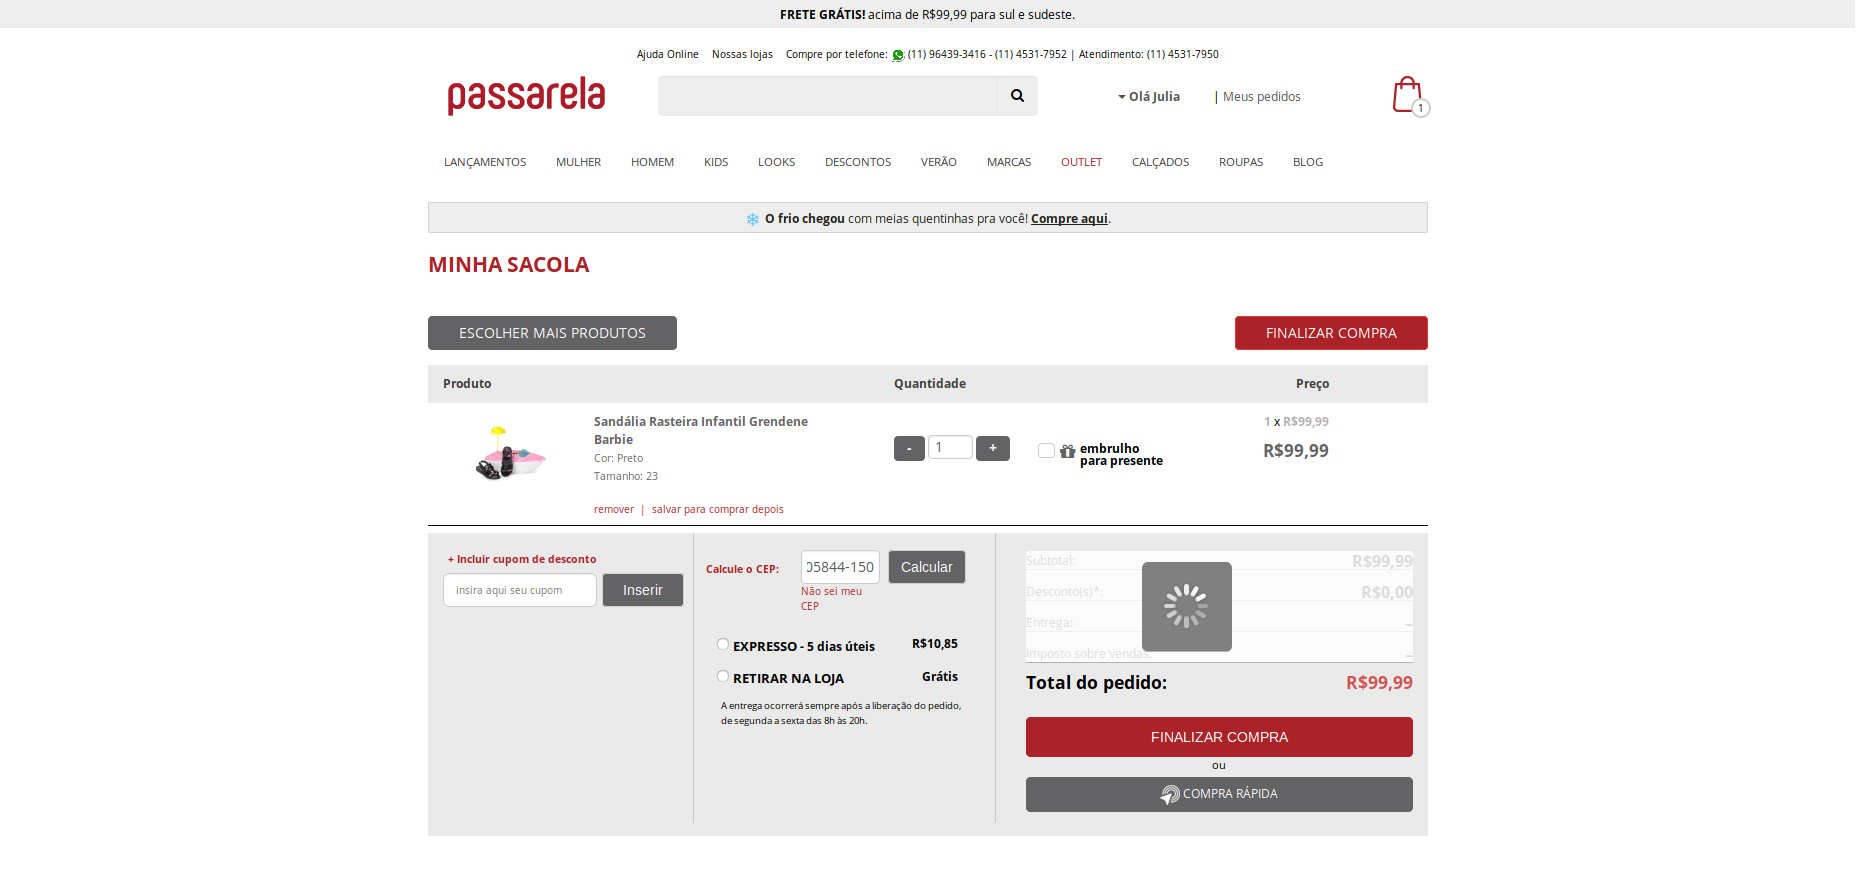 FRETE GRÁTIS! acima de R$99,99 para sul e sudeste.
Ajuda Online Nossas lojas Compre por telefone: (11) 96439-3416 - (11) 4531-7952 | Atendimento: (11) 4531-7950
passarela
Olá Julia | Meus pedidos
1
LANÇAMENTOS MULHER HOMEM KIDS LOOKS DESCONTOS VERÃO MARCAS OUTLET CALÇADOS ROUPAS BLOG
O frio chegou com meias quentinhas pra você! Compre aqui.
MINHA SACOLA
ESCOLHER MAIS PRODUTOS FINALIZAR COMPRA
Produto Quantidade Preço
Sandália Rasteira Infantil Grendene
Barbie
Cor: Preto
Tamanho: 23
remover | salvar para comprar depois
- 1 +
embrulho
para presente
1 x R$99,99
R$99,99
+ Incluir cupom de desconto
insira aqui seu cupom Inserir
Calcule o CEP: 05844-150 Calcular
Não sei meu
CEP
EXPRESSO - 5 dias úteis R$10,85
RETIRAR NA LOJA Grátis
A entrega ocorrerá sempre após a liberação do pedido,
de segunda a sexta das 8h às 20h.
Subtotal: R$99,99
Desconto(s)*: R$0,00
Entrega: –
Imposto sobre vendas: –
Total do pedido: R$99,99
FINALIZAR COMPRA
ou
COMPRA RÁPIDA